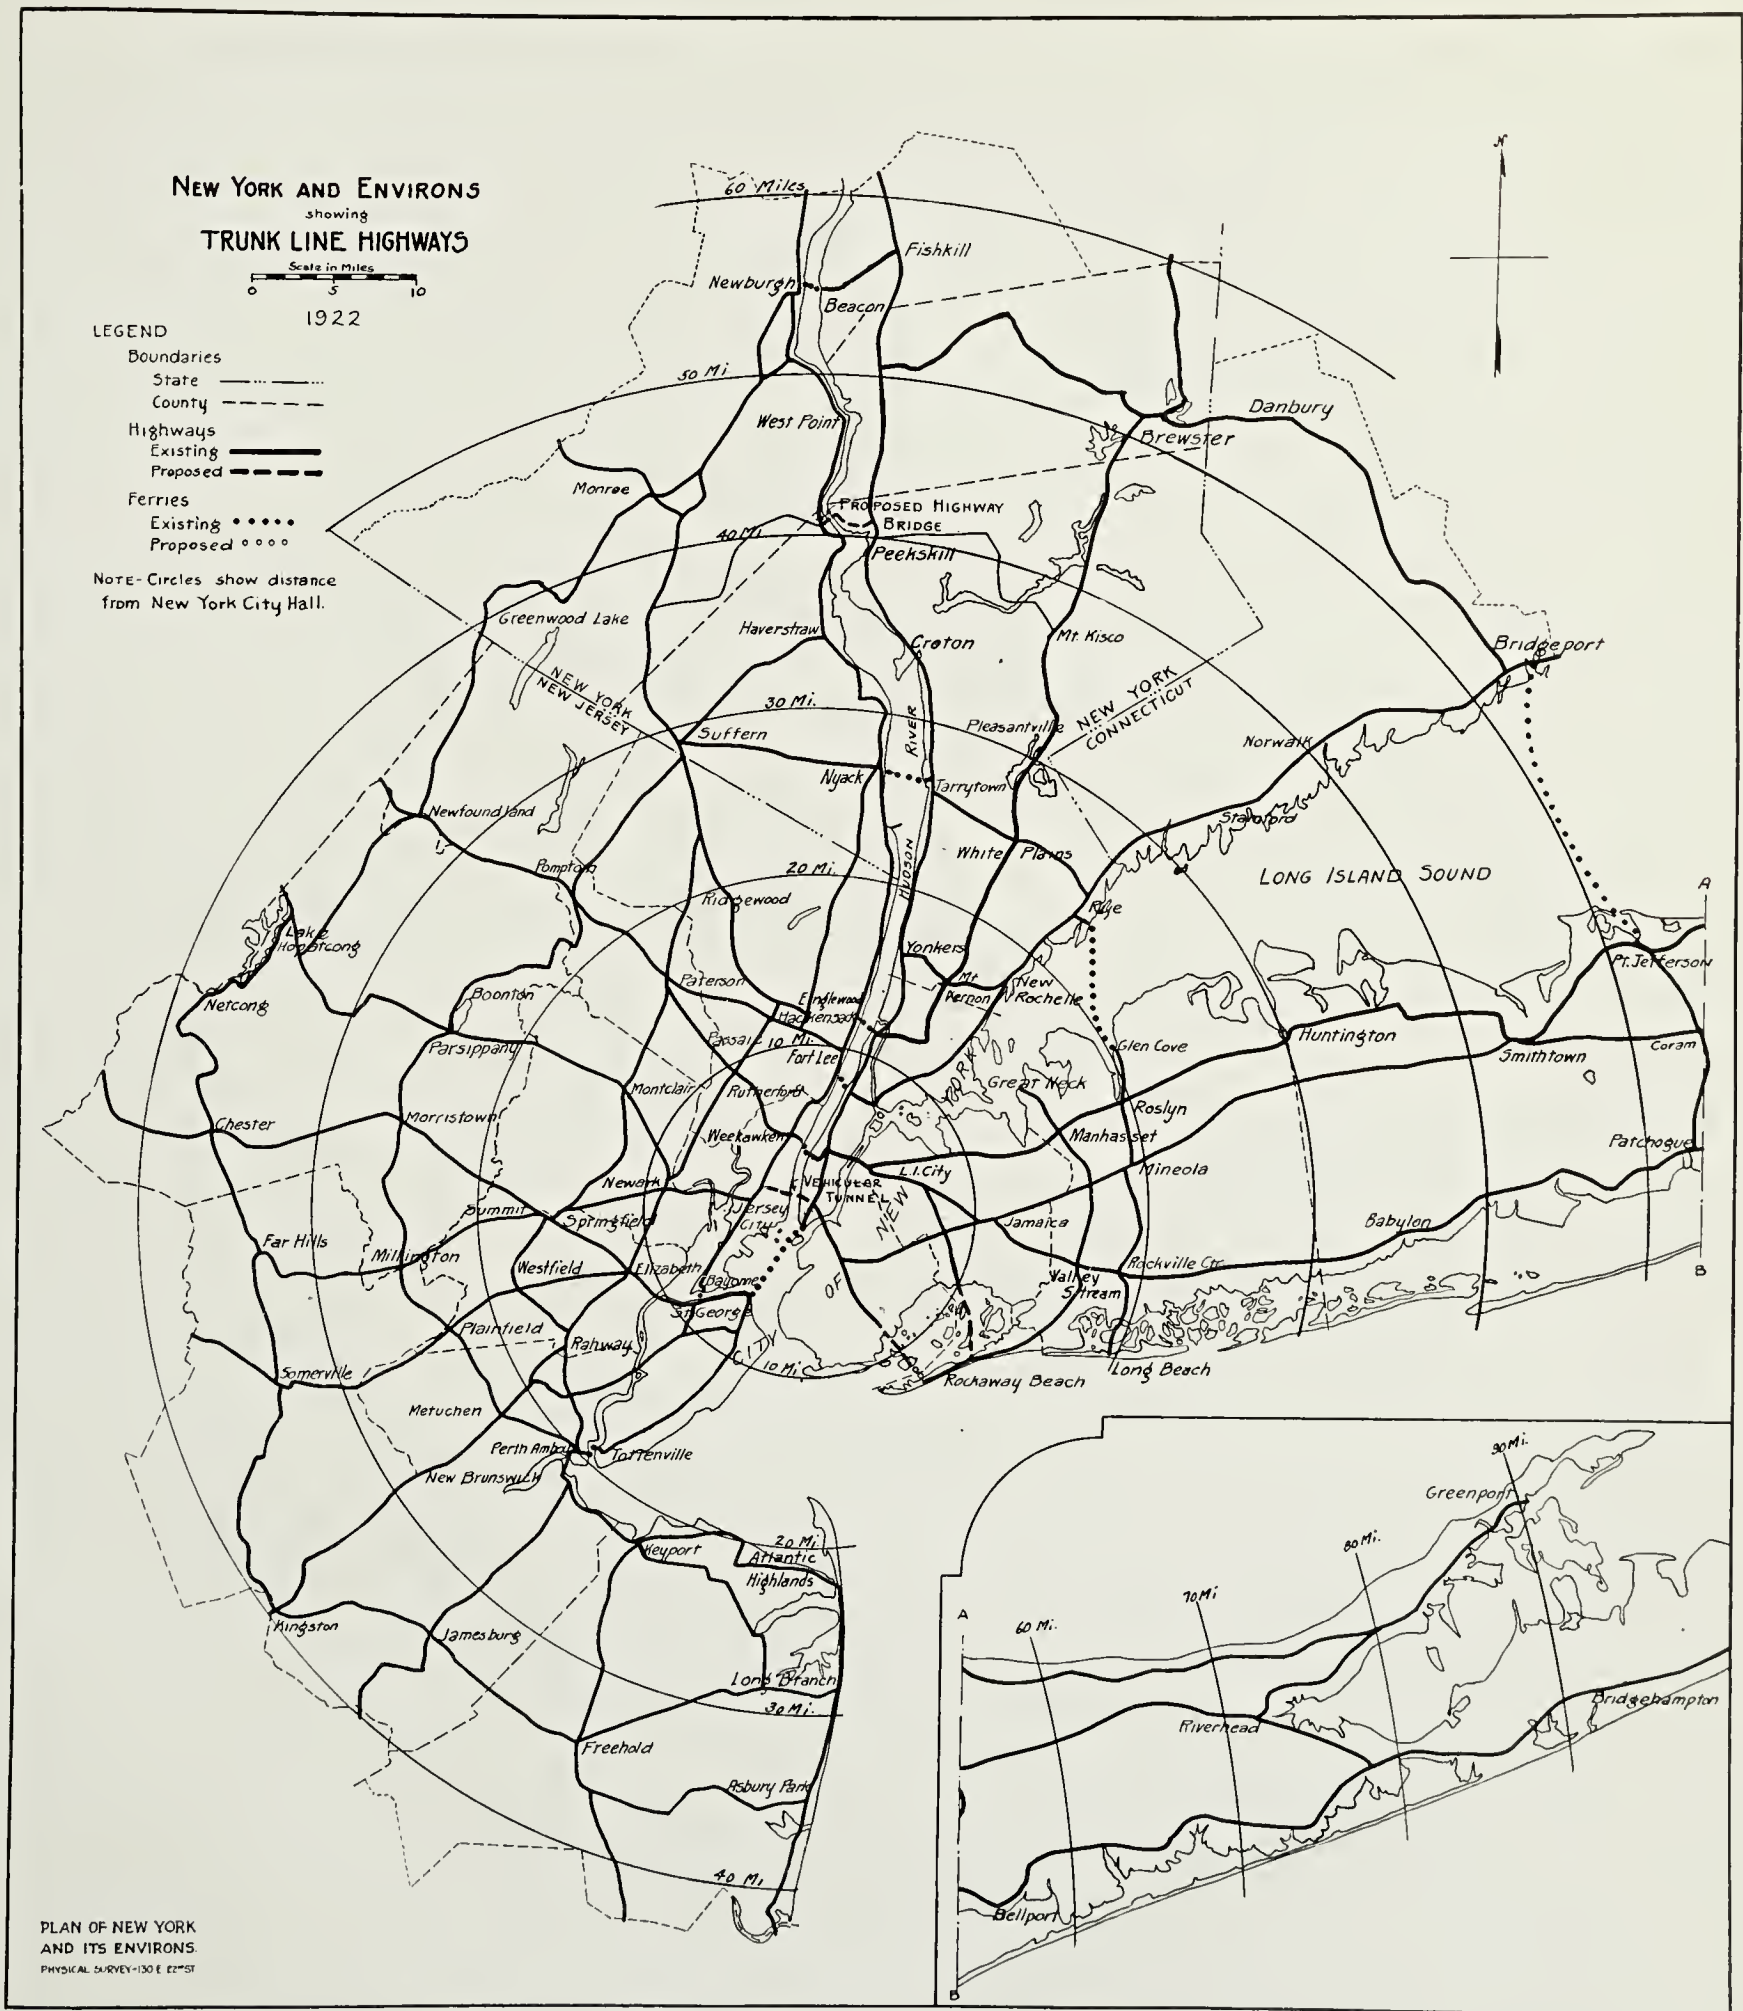 NEW YORK AND ENVIRONS
showing
TRUNK LINE HIGHWAYS
Scale in Miles
0 5 10
1922
LEGEND
Boundaries
State
County
Highways
Existing
Proposed
Ferries
Existing
Proposed
NOTE- Circles show distance
from New York City Hall.
N
60 Miles
Fishkill
Newburgh
Beacon
50 Mi.
West Point
Danbury
Brewster
Monroe
PROPOSED HIGHWAY
BRIDGE
40 Mi.
Peekskill
Greenwood Lake
Haverstraw
Croton
Mt. Kisco
Bridgeport
NEW YORK
NEW JERSEY
NEW YORK
CONNECTICUT
30 Mi.
Suffern
RIVER
Pleasantville
Norwalk
Nyack
Tarrytown
Newfoundland
Stamford
White Plains
HUDSON
Pompton
20 Mi.
LONG ISLAND SOUND
A
Ridgewood
Rye
Lake
Hopatcong
Yonkers
Pt. Jefferson
Paterson
Mt.
Vernon
New
Rochelle
Netcong
Boonton
Englewood
Hackensack
Passaic
10 Mi.
Fort Lee
Parsippany
Glen Cove
Huntington
Smithtown
Coram
Montclair
Rutherford
Great Neck
Chester
Morristown
Roslyn
Weekawken
Manhasset
Patchogue
L.I. City
Mineola
Newark
VEHICULAR
TUNNEL
Summit
Springfield
Jersey
City
Jamaica
Babylon
CITY OF NEW YORK
Far Hills
Millington
Westfield
Elizabeth
Bayonne
Valley
Stream
Rockville Ctr.
B
St. George
Plainfield
Rahway
10 Mi.
Somerville
Rockaway Beach
Long Beach
Metuchen
Perth Amboy
Tottenville
New Brunswick
20 Mi.
Keyport
Atlantic
Highlands
Kingston
Jamesburg
Long Branch
30 Mi.
Freehold
Asbury Park
40 Mi.
90 Mi.
Greenport
80 Mi.
70 Mi
A
60 Mi.
Riverhead
Bridgehampton
Bellport
B
PLAN OF NEW YORK
AND ITS ENVIRONS.
PHYSICAL SURVEY-130 E. 22ND ST